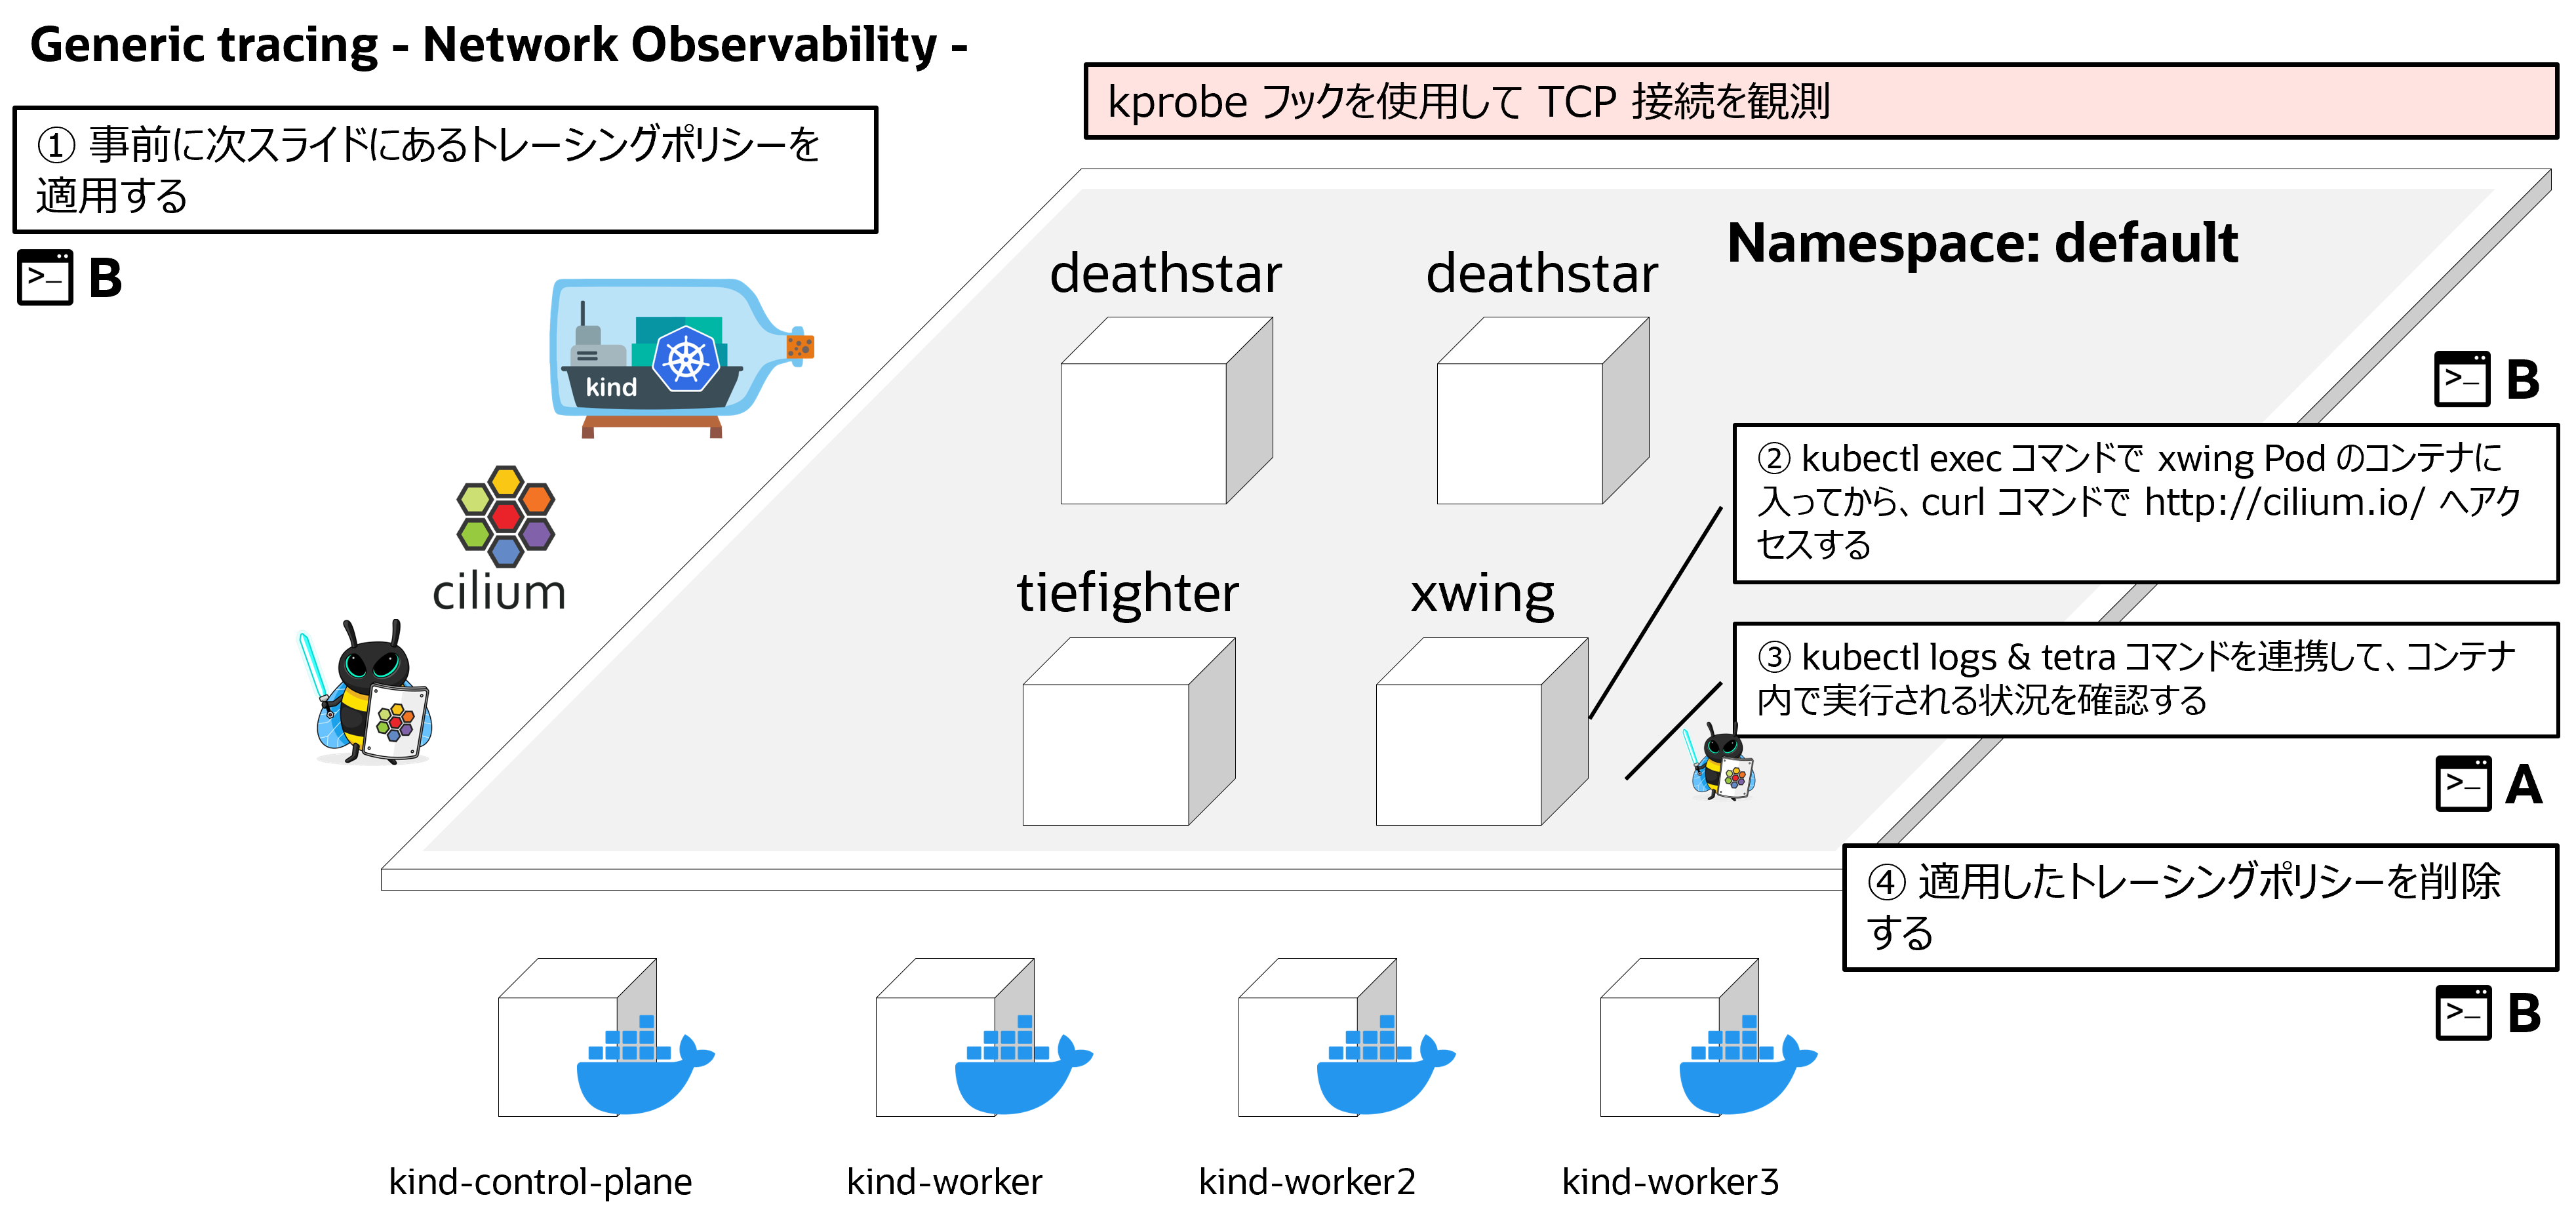 Generic tracing - Network Observability -
kprobe フックを使用して TCP 接続を観測
① 事前に次スライドにあるトレーシングポリシーを
適用する
>_ B
Namespace: default
deathstar
deathstar
kind
>_ B
② kubectl exec コマンドで xwing Pod のコンテナに
入ってから、curl コマンドで http://cilium.io/ へアク
セスする
cilium
tiefighter
xwing
③ kubectl logs & tetra コマンドを連携して、コンテナ
内で実行される状況を確認する
>_ A
④ 適用したトレーシングポリシーを削除
する
>_ B
kind-control-plane
kind-worker
kind-worker2
kind-worker3